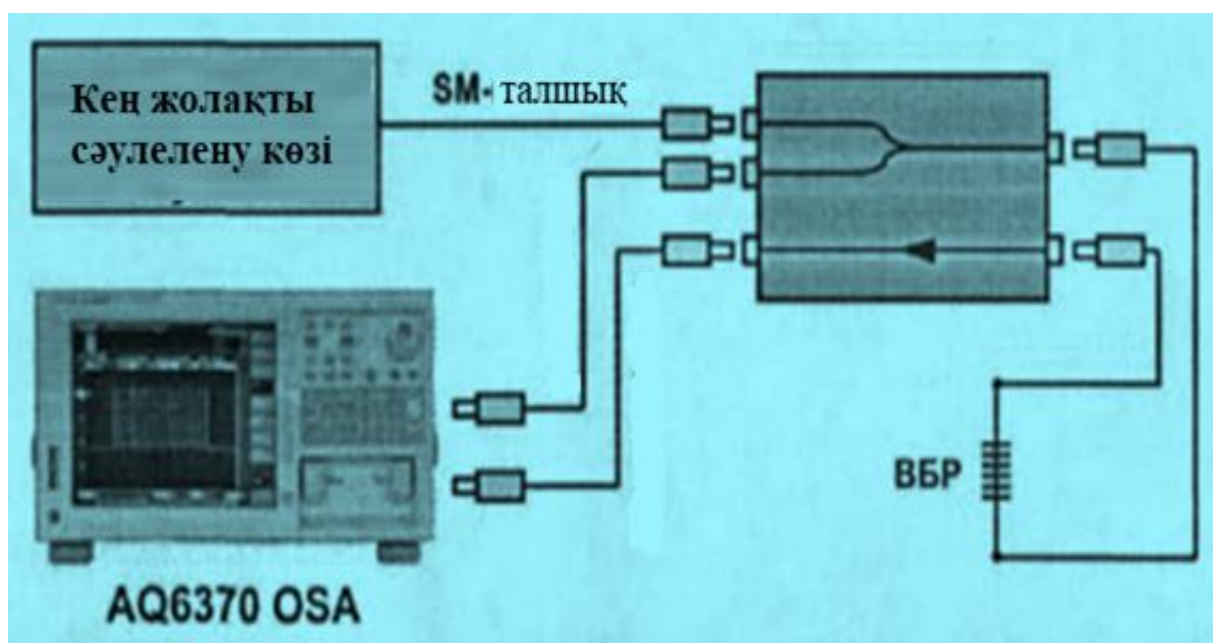 Кең жолақты
сәулелену көзі
SM- талшық
ВБР
AQ6370 OSA